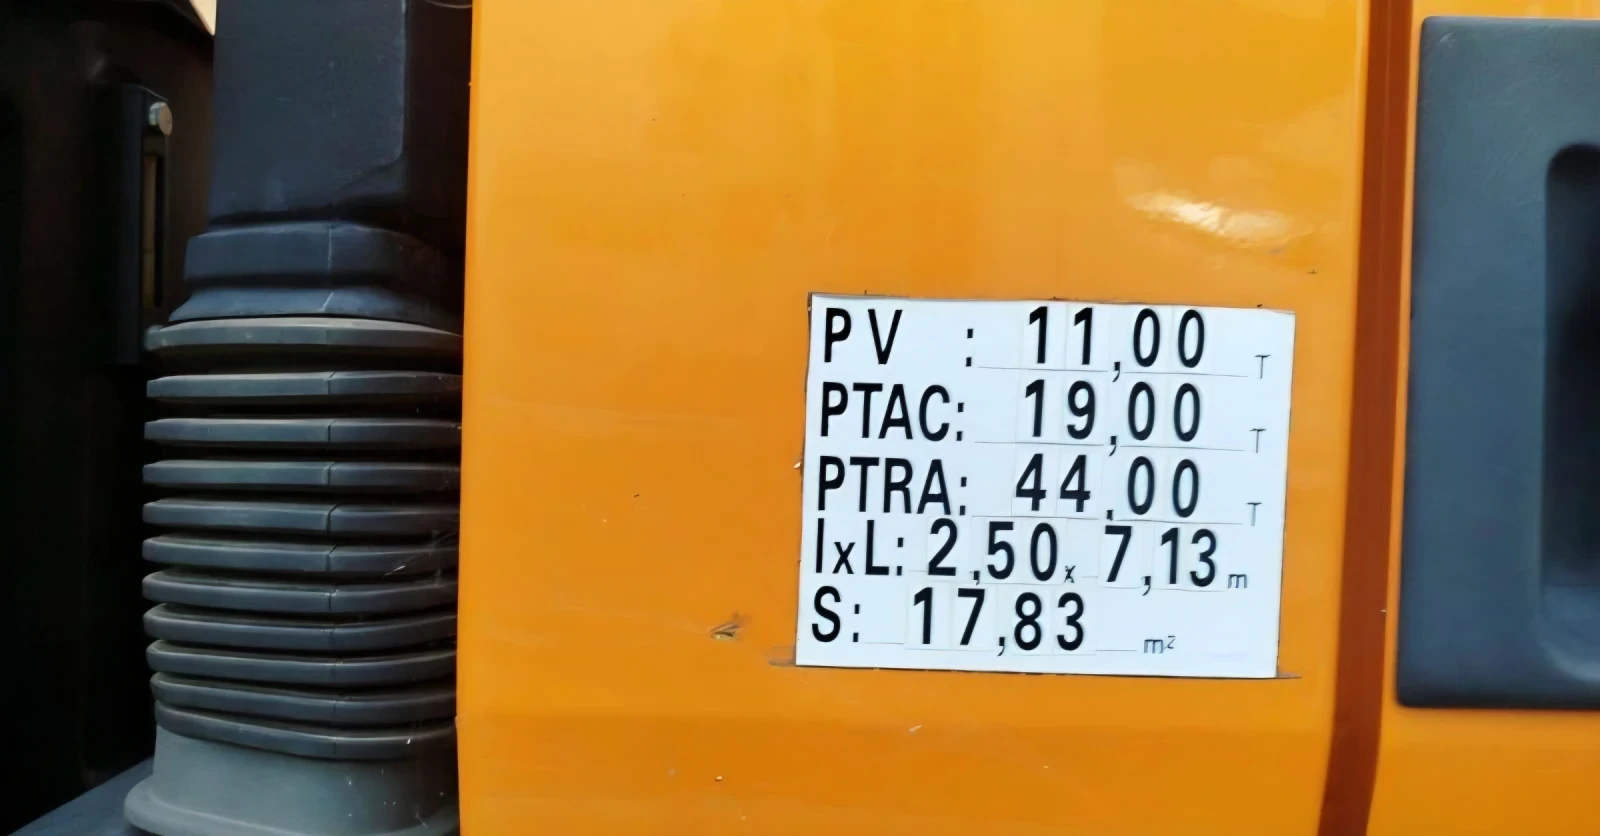 PV : 11,00 T
PTAC: 19,00 T
PTRA: 44,00 T
lxL: 2,50 x 7,13 m
S: 17,83 m²